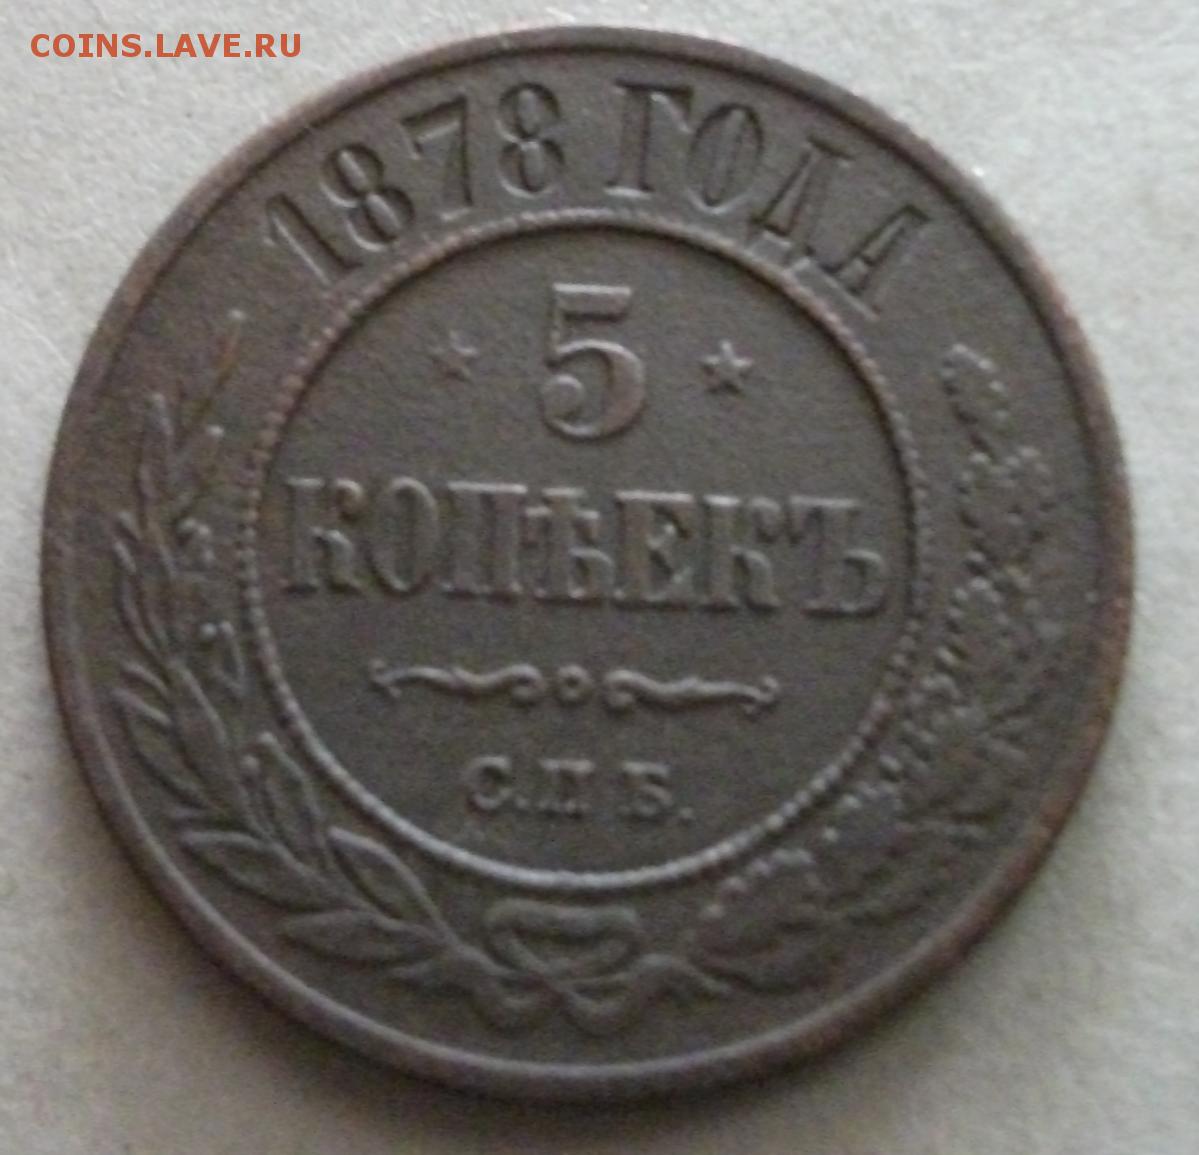 COINS.LAVE.RU
1878 ГОДА
5
КОПѢЕКЪ
С.П.Б.